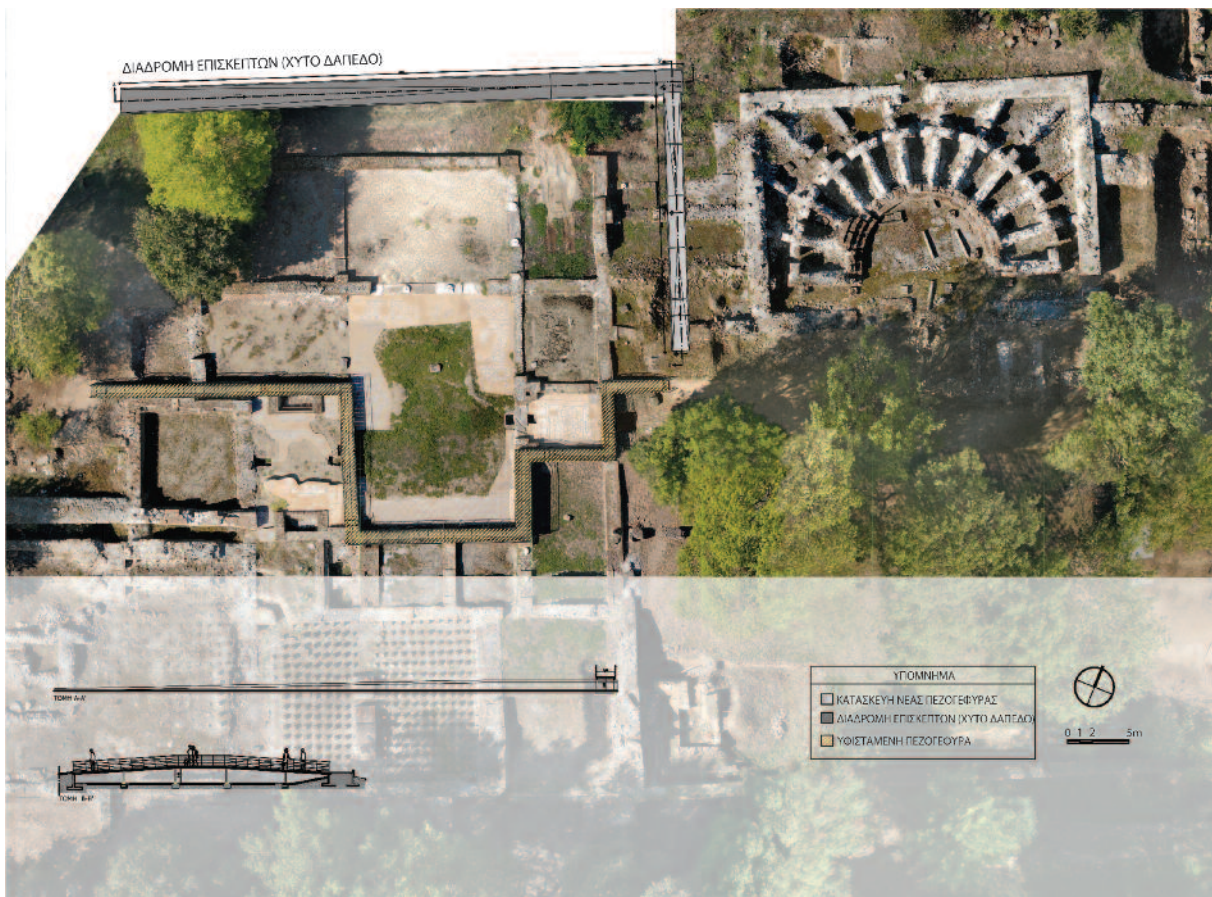 ΔΙΑΔΡΟΜΗ ΕΠΙΣΚΕΠΤΩΝ (ΧΥΤΟ ΔΑΠΕΔΟ)
ΤΟΜΗ Α-Α'
ΤΟΜΗ Β-Β'
ΥΠΟΜΝΗΜΑ
ΚΑΤΑΣΚΕΥΗ ΝΕΑΣ ΠΕΖΟΓΕΦΥΡΑΣ
ΔΙΑΔΡΟΜΗ ΕΠΙΣΚΕΠΤΩΝ (ΧΥΤΟ ΔΑΠΕΔΟ)
ΥΦΙΣΤΑΜΕΝΗ ΠΕΖΟΓΕΦΥΡΑ
0 1 2 5m